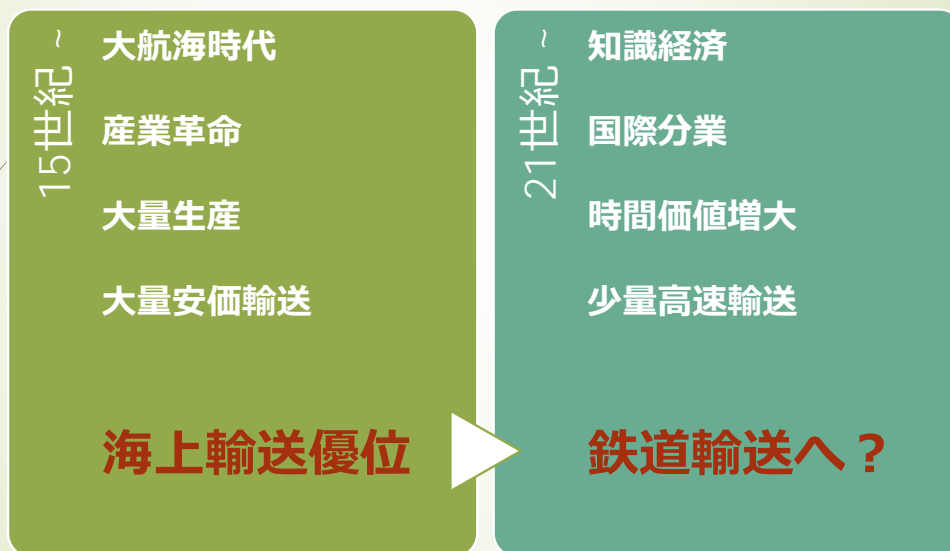 15世紀~
大航海時代
産業革命
大量生産
大量安価輸送
海上輸送優位
21世紀~
知識経済
国際分業
時間価値増大
少量高速輸送
鉄道輸送へ？